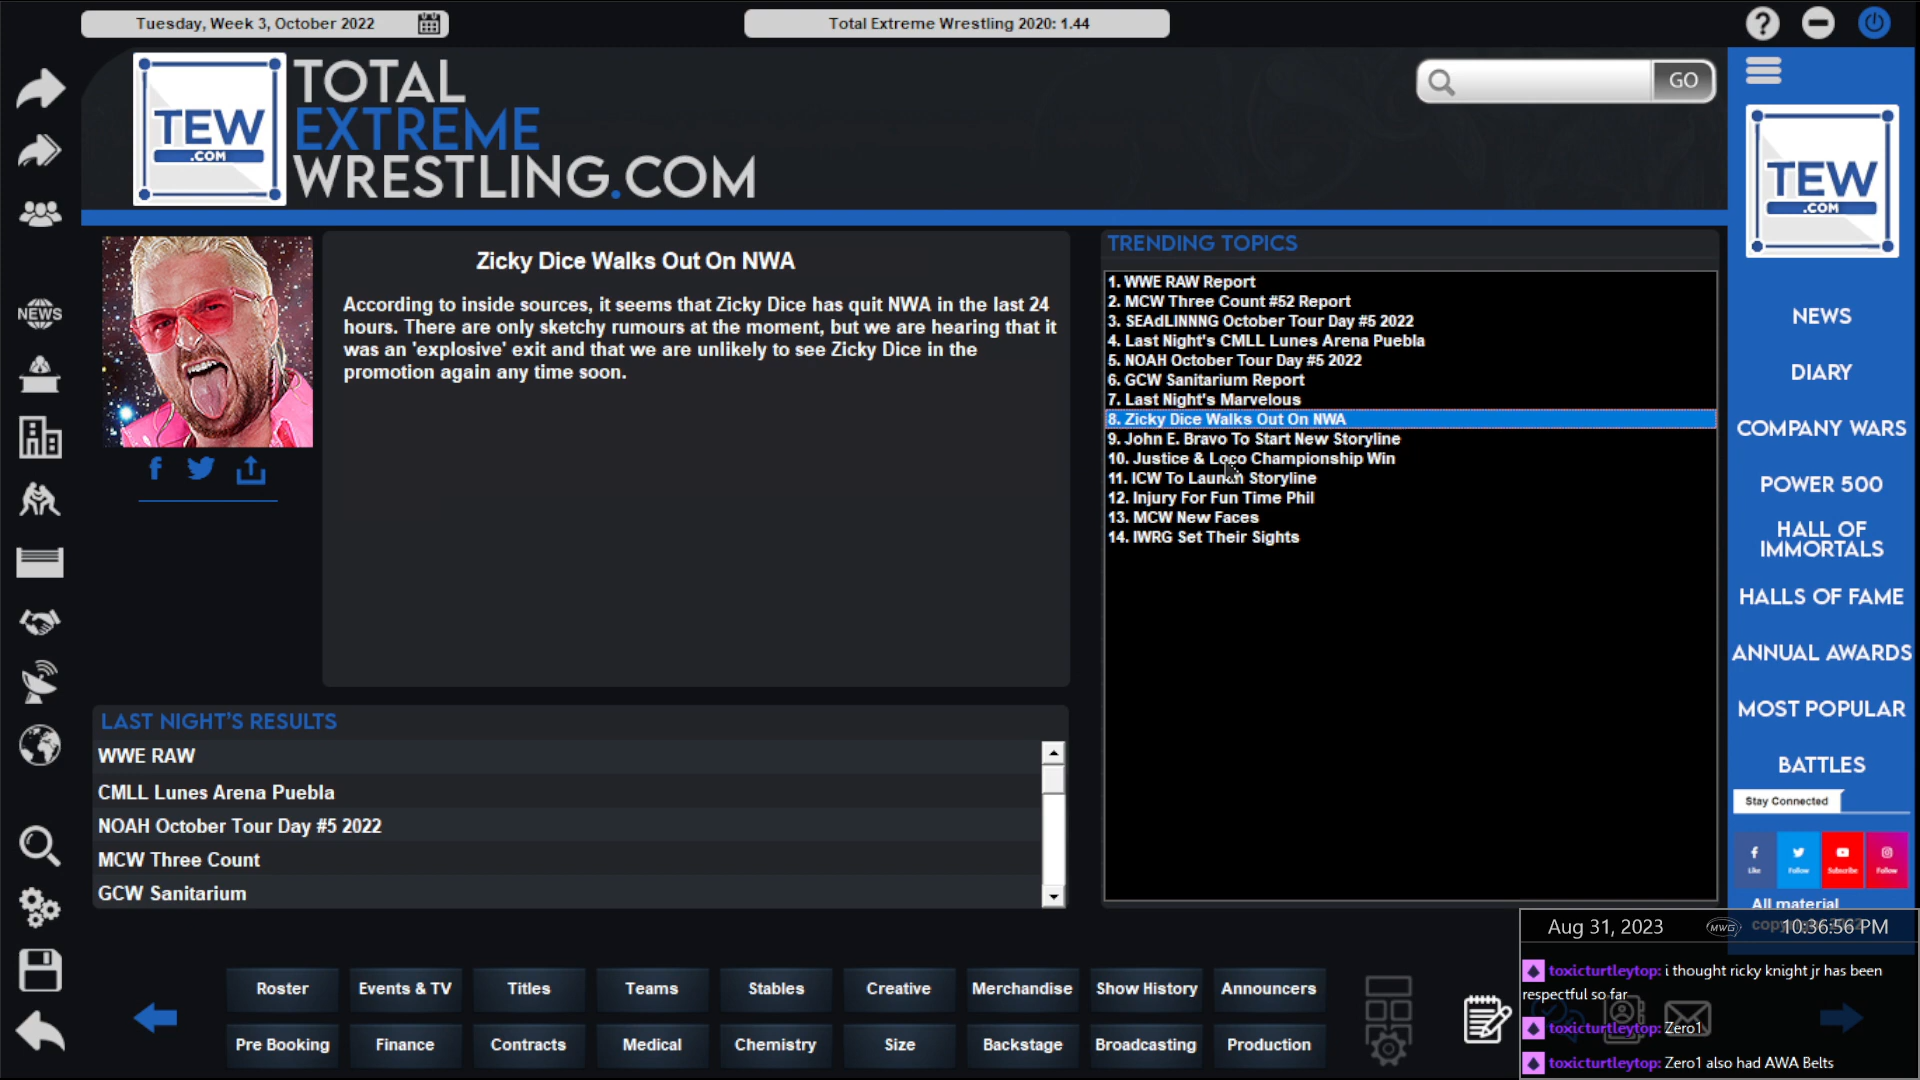 Tuesday, Week 3, October 2022
Total Extreme Wrestling 2020: 1.44
?
TEW
.COM
TOTAL
EXTREME
WRESTLING.COM
GO
TEW
.COM
NEWS
Zicky Dice Walks Out On NWA
According to inside sources, it seems that Zicky Dice has quit NWA in the last 24
hours. There are only sketchy rumours at the moment, but we are hearing that it
was an 'explosive' exit and that we are unlikely to see Zicky Dice in the
promotion again any time soon.
TRENDING TOPICS
1. WWE RAW Report
2. MCW Three Count #52 Report
3. SEAdLINNNG October Tour Day #5 2022
4. Last Night's CMLL Lunes Arena Puebla
5. NOAH October Tour Day #5 2022
6. GCW Sanitarium Report
7. Last Night's Marvelous
8. Zicky Dice Walks Out On NWA
9. John E. Bravo To Start New Storyline
10. Justice & Loco Championship Win
11. ICW To Launch Storyline
12. Injury For Fun Time Phil
13. MCW New Faces
14. IWRG Set Their Sights
NEWS
DIARY
COMPANY WARS
POWER 500
HALL OF
IMMORTALS
HALLS OF FAME
ANNUAL AWARDS
MOST POPULAR
BATTLES
Stay Connected
Like
Follow
Subscribe
Follow
All material
LAST NIGHT'S RESULTS
WWE RAW
CMLL Lunes Arena Puebla
NOAH October Tour Day #5 2022
MCW Three Count
GCW Sanitarium
Roster
Events & TV
Titles
Teams
Stables
Creative
Merchandise
Show History
Announcers
Pre Booking
Finance
Contracts
Medical
Chemistry
Size
Backstage
Broadcasting
Production
Aug 31, 2023
MWG
10:36:56 PM
toxicturtleytop: i thought ricky knight jr has been
respectful so far
toxicturtleytop: Zero1
toxicturtleytop: Zero1 also had AWA Belts